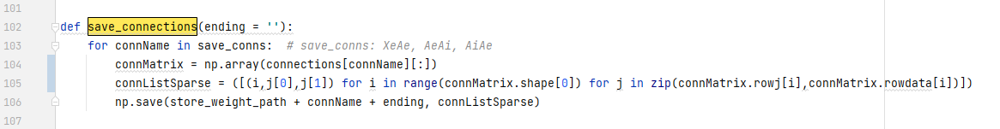 101
102 def save_connections(ending = ''):
103 for connName in save_conns:  # save_conns: XeAe, AeAi, AiAe
104 connMatrix = np.array(connections[connName][:])
105 connListSparse = ([(i,j[0],j[1]) for i in range(connMatrix.shape[0]) for j in zip(connMatrix.rowj[i],connMatrix.rowdata[i])])
106 np.save(store_weight_path + connName + ending, connListSparse)
107